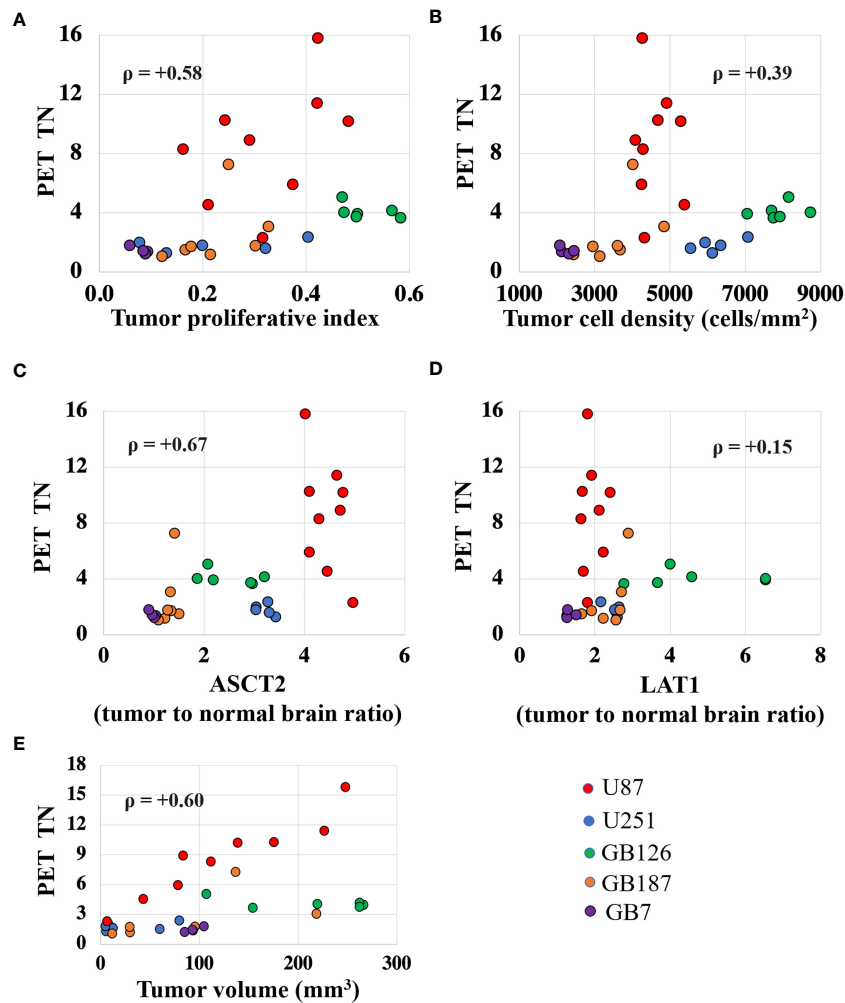 A
B
16
12
8
4
0
PET TN
ρ = +0.58
0.0 0.2 0.4 0.6
Tumor proliferative index
16
12
8
4
0
PET TN
ρ = +0.39
1000 3000 5000 7000 9000
Tumor cell density (cells/mm²)
C
D
16
12
8
4
0
PET TN
ρ = +0.67
0 2 4 6
ASCT2
(tumor to normal brain ratio)
16
12
8
4
0
PET TN
ρ = +0.15
0 2 4 6 8
LAT1
(tumor to normal brain ratio)
E
18
15
12
9
6
3
0
PET TN
ρ = +0.60
0 100 200 300
Tumor volume (mm³)
U87
U251
GB126
GB187
GB7